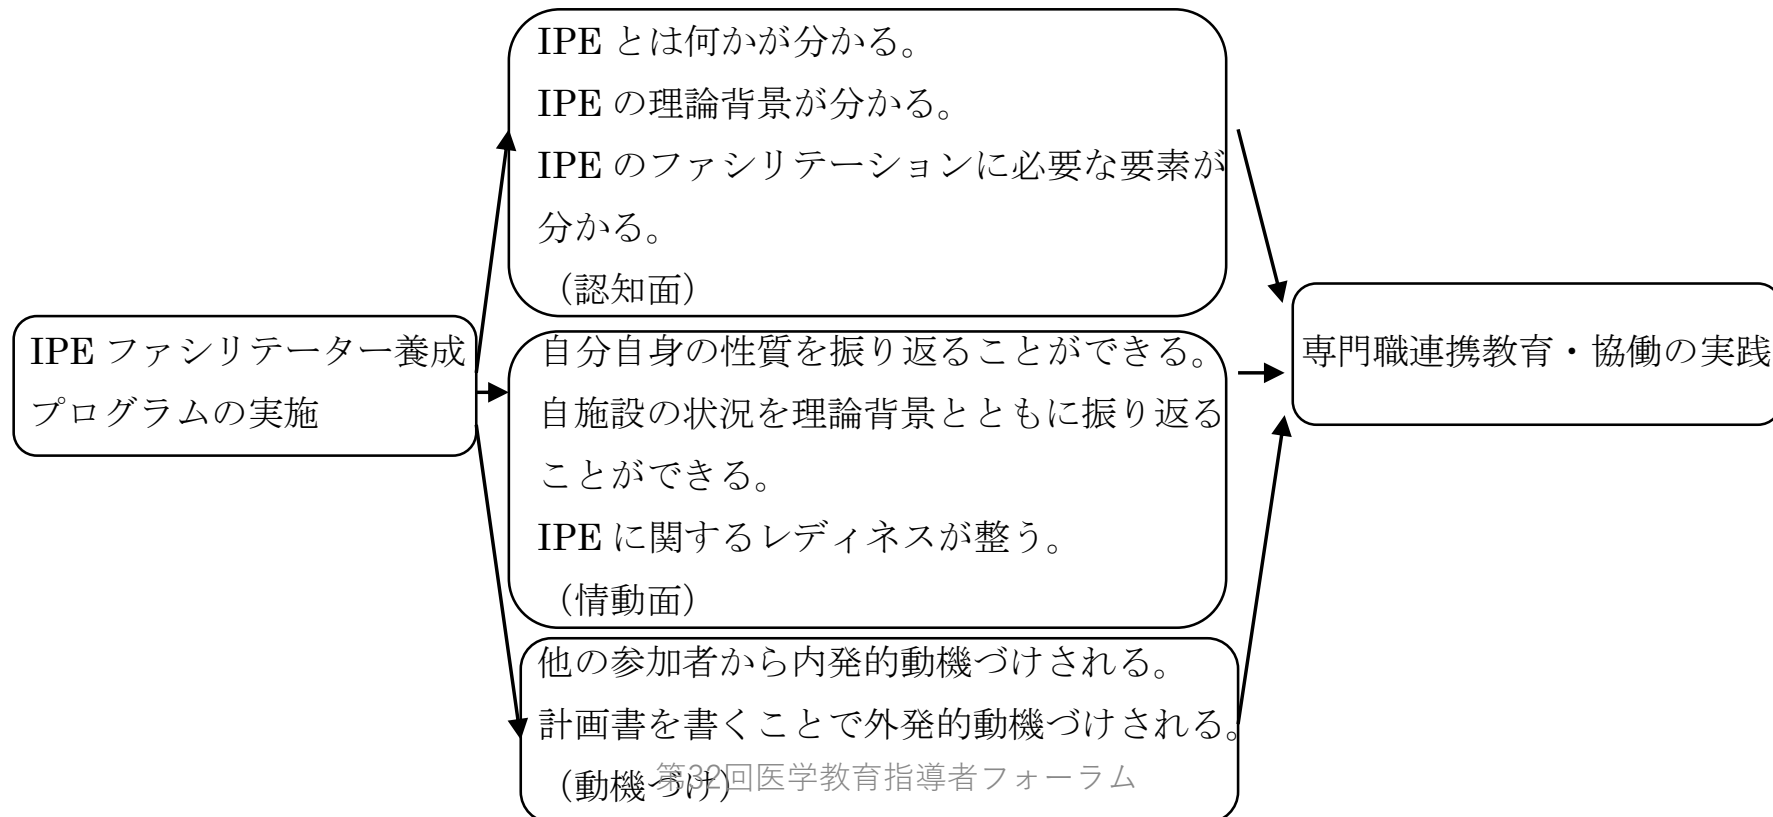 IPE とは何かが分かる。
IPE の理論背景が分かる。
IPE のファシリテーションに必要な要素が
分かる。
（認知面）
IPE ファシリテーター養成
プログラムの実施
自分自身の性質を振り返ることができる。
自施設の状況を理論背景とともに振り返る
ことができる。
IPE に関するレディネスが整う。
（情動面）
専門職連携教育・協働の実践
他の参加者から内発的動機づけされる。
計画書を書くことで外発的動機づけされる。
（動機づけ）
第32回医学教育指導者フォーラム